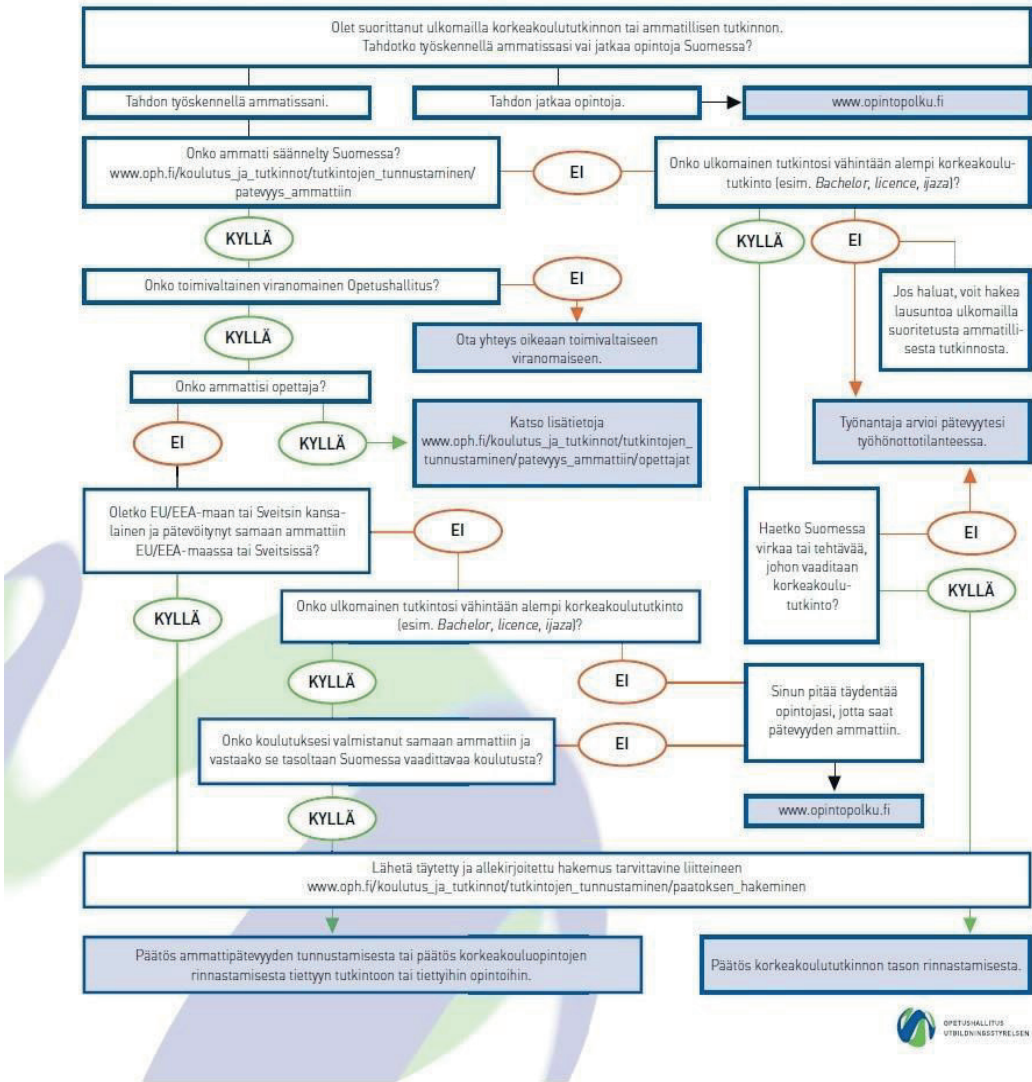 Olet suorittanut ulkomailla korkeakoulututkinnon tai ammatillisen tutkinnon.
Tahdotko työskennellä ammatissasi vai jatkaa opintoja Suomessa?
Tahdon työskennellä ammatissani.
Tahdon jatkaa opintoja.
www.opintopolku.fi
Onko ammatti säännelty Suomessa?
www.oph.fi/koulutus_ja_tutkinnot/tutkintojen_tunnustaminen/
patevyys_ammattiin
EI
Onko ulkomainen tutkintosi vähintään alempi korkeakoulu-
tutkinto (esim. Bachelor, licence, ijaza)?
KYLLÄ
KYLLÄ
EI
Onko toimivaltainen viranomainen Opetushallitus?
EI
Jos haluat, voit hakea
lausuntoa ulkomailla
suoritetusta ammatilli-
sesta tutkinnosta.
KYLLÄ
Ota yhteys oikeaan toimivaltaiseen
viranomaiseen.
Onko ammattisi opettaja?
EI
KYLLÄ
Katso lisätietoja
www.oph.fi/koulutus_ja_tutkinnot/tutkintojen_
tunnustaminen/patevyys_ammattiin/opettajat
Työnantaja arvioi pätevyytesi
työhönottotilanteessa.
Oletko EU/EEA-maan tai Sveitsin kansa-
lainen ja pätevöitynyt samaan ammattiin
EU/EEA-maassa tai Sveitsissä?
EI
Haetko Suomessa
virkaa tai tehtävää,
johon vaaditaan
korkeakoulu-
tutkinto?
EI
KYLLÄ
KYLLÄ
Onko ulkomainen tutkintosi vähintään alempi korkeakoulututkinto
(esim. Bachelor, licence, ijaza)?
KYLLÄ
EI
Sinun pitää täydentää
opintojasi, jotta saat
pätevyyden ammattiin.
Onko koulutuksesi valmistanut samaan ammattiin ja
vastaako se tasoltaan Suomessa vaadittavaa koulutusta?
EI
www.opintopolku.fi
KYLLÄ
Lähetä täytetty ja allekirjoitettu hakemus tarvittavine liitteineen
www.oph.fi/koulutus_ja_tutkinnot/tutkintojen_tunnustaminen/paatoksen_hakeminen
Päätös ammattipätevyyden tunnustamisesta tai päätös korkeakouluopintojen
rinnastamisesta tiettyyn tutkintoon tai tiettyihin opintoihin.
Päätös korkeakoulututkinnon tason rinnastamisesta.
OPETUSHALLITUS
UTBILDNINGSSTYRELSEN